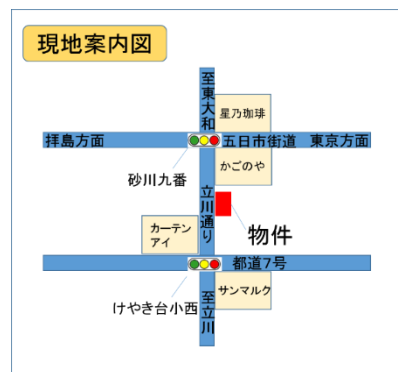 現地案内図
至東大和
星乃珈琲
拝島方面
五日市街道
東京方面
砂川九番
かごのや
立川通り
物件
カーテン
アイ
都道7号
けやき台小西
至立川
サンマルク